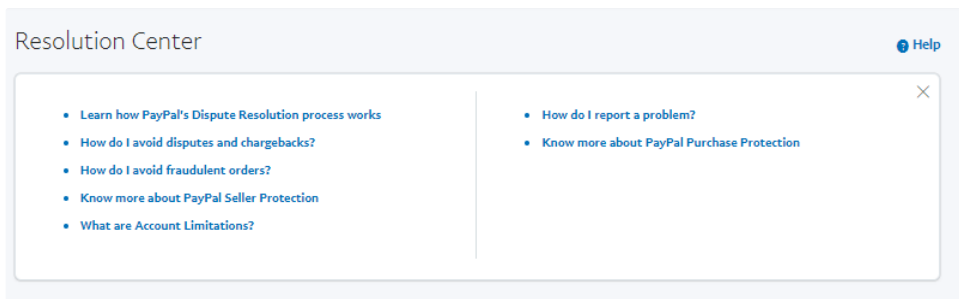 Resolution Center
Help
Learn how PayPal's Dispute Resolution process works
How do I avoid disputes and chargebacks?
How do I avoid fraudulent orders?
Know more about PayPal Seller Protection
What are Account Limitations?
How do I report a problem?
Know more about PayPal Purchase Protection